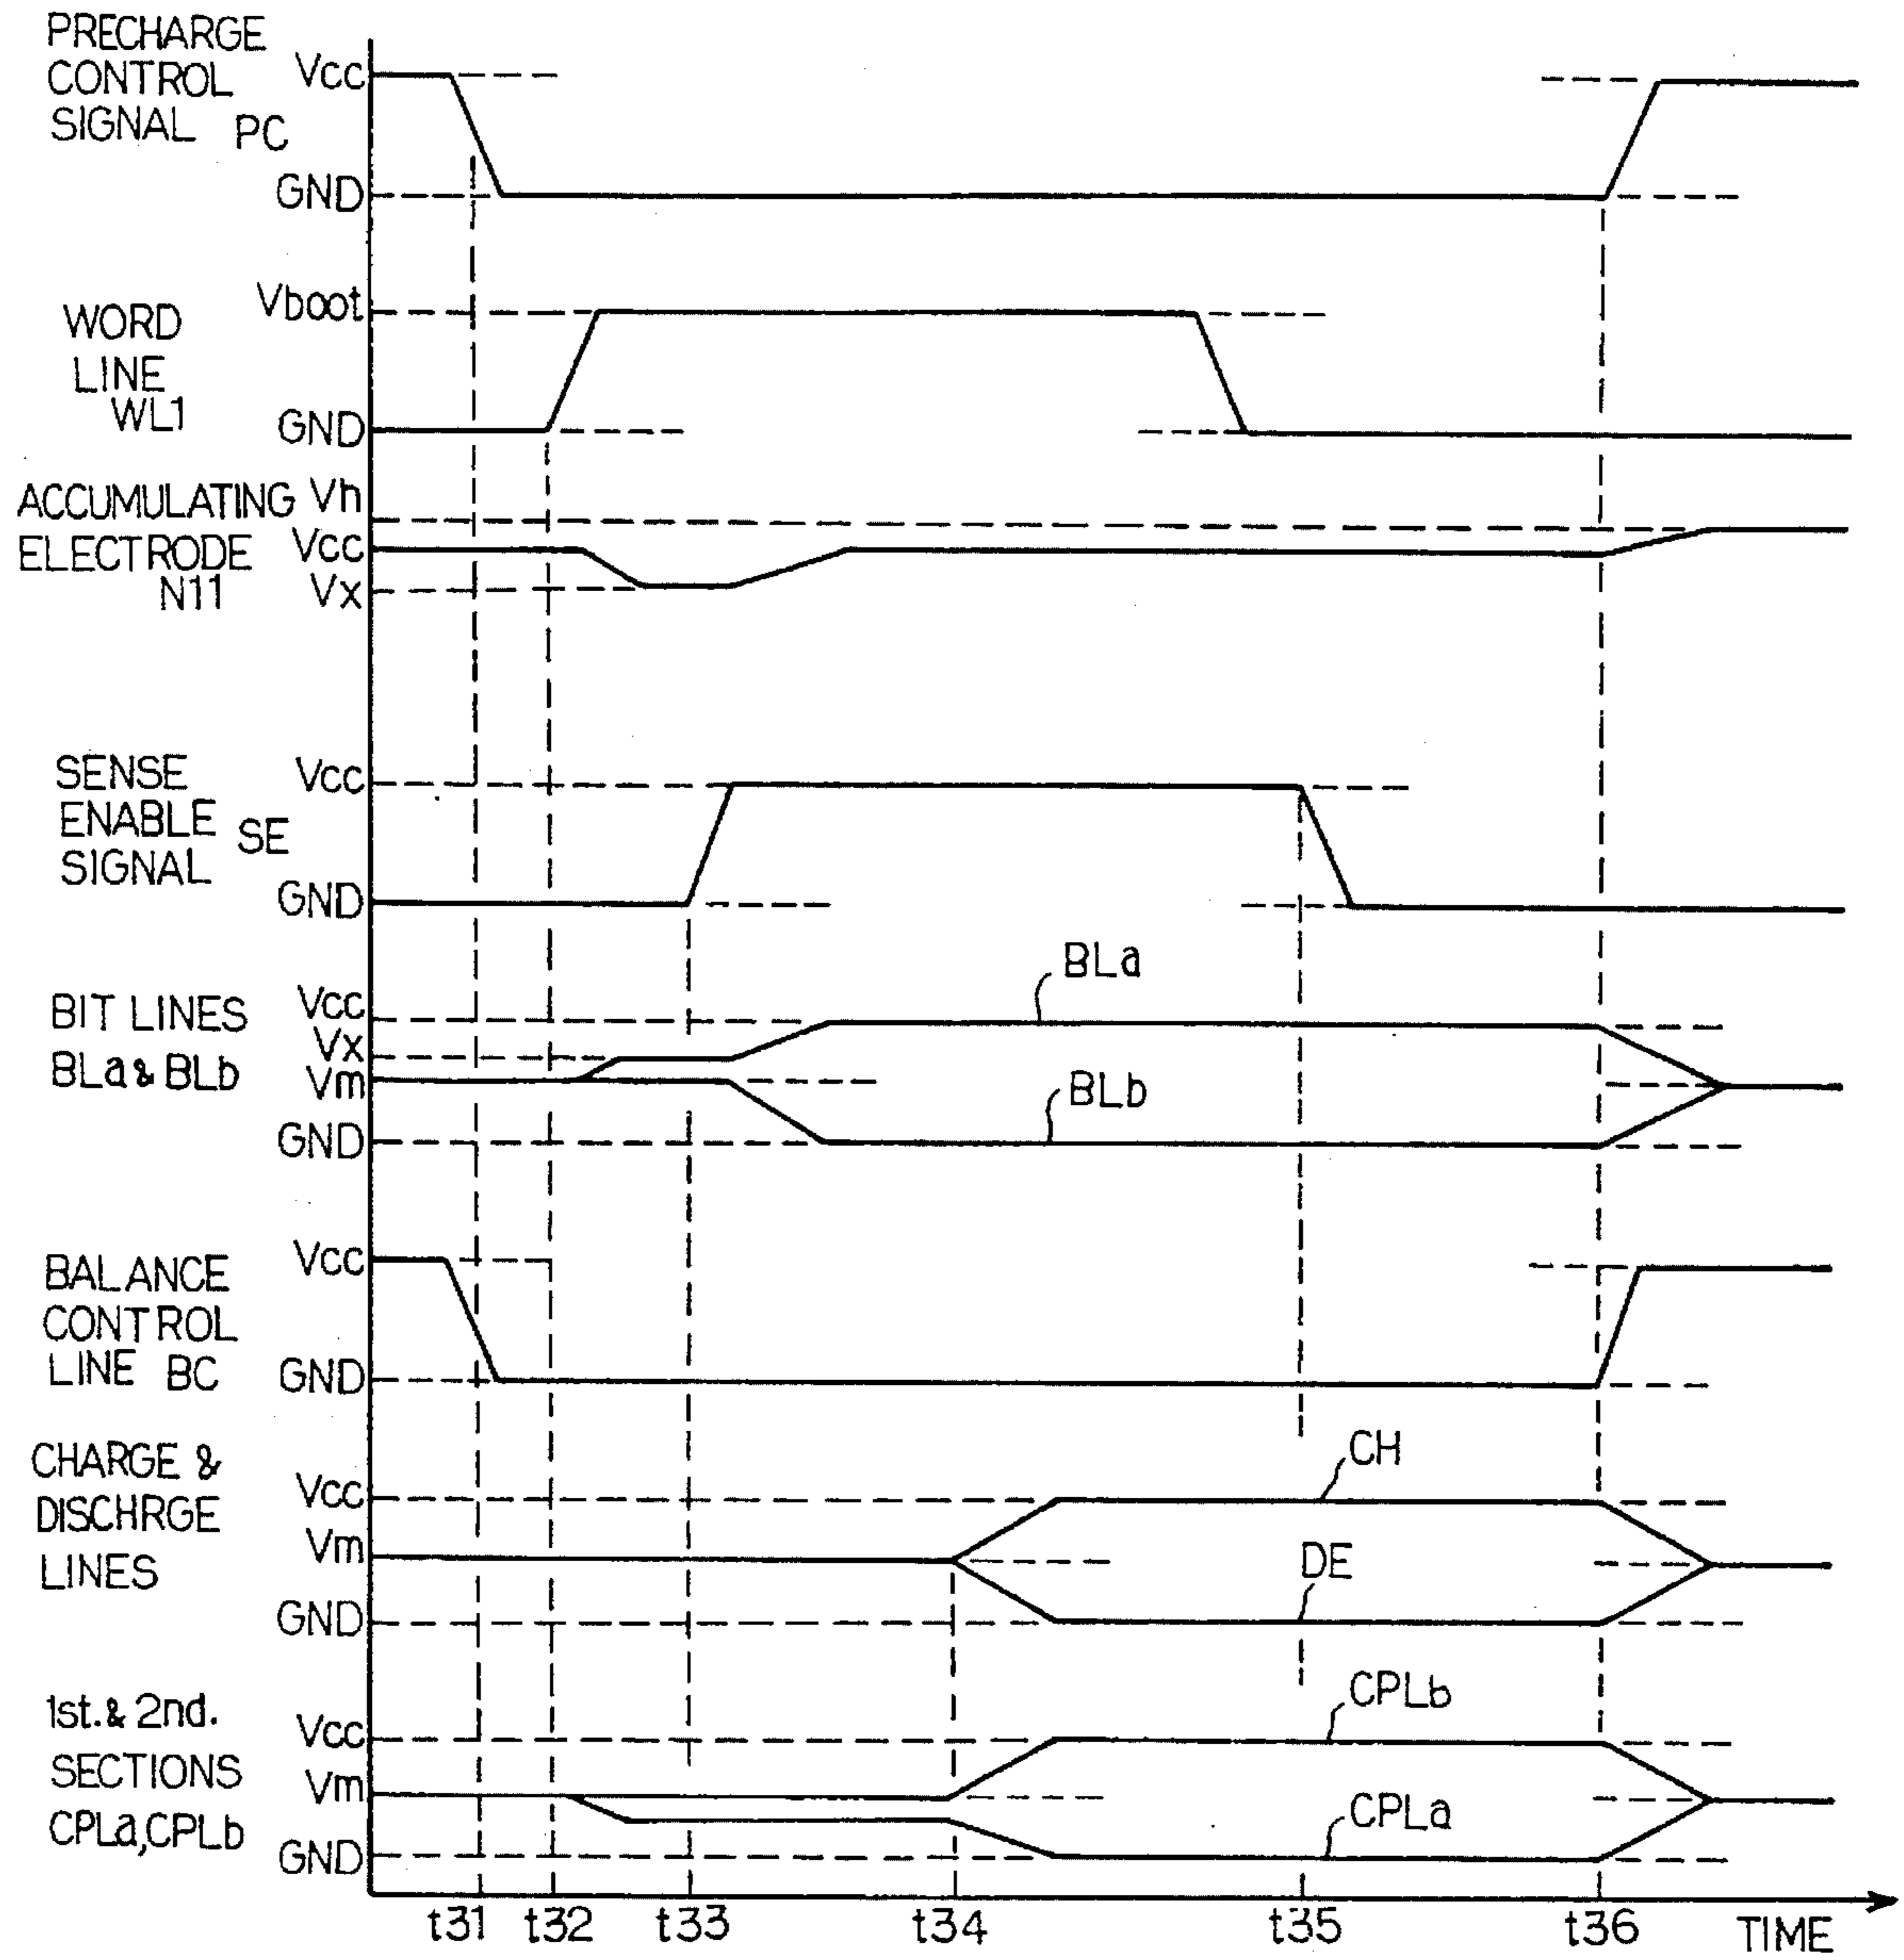 PRECHARGE
CONTROL
SIGNAL PC
Vcc
GND
WORD
LINE
WL1
Vboot
GND
ACCUMULATING
ELECTRODE
N11
Vh
Vcc
Vx
SENSE
ENABLE
SIGNAL SE
Vcc
GND
BIT LINES
BLa & BLb
Vcc
Vx
Vm
GND
BLa
BLb
BALANCE
CONTROL
LINE BC
Vcc
GND
CHARGE &
DISCHRGE
LINES
Vcc
Vm
GND
CH
DE
1st. & 2nd.
SECTIONS
CPLa,CPLb
Vcc
Vm
GND
CPLb
CPLa
t31 t32 t33 t34 t35 t36 TIME